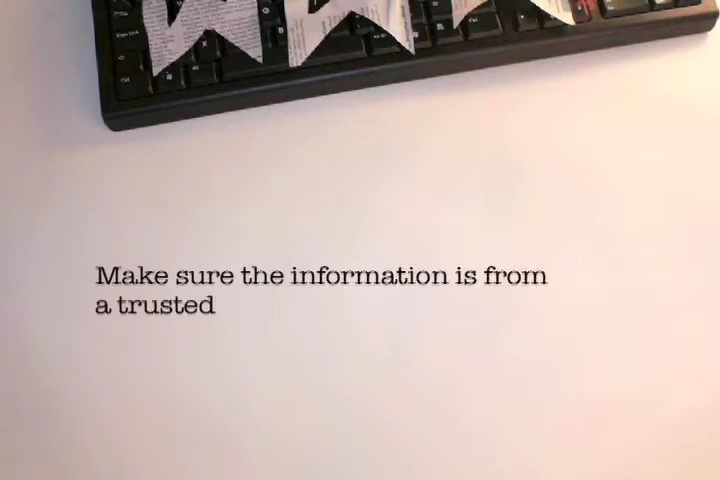 Make sure the information is from
a trusted